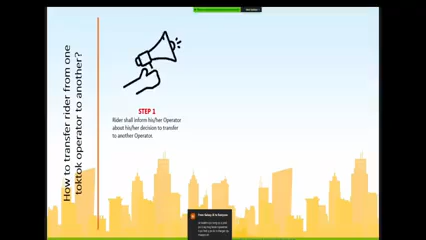 How to transfer rider from one
toktok operator to another?
STEP 1
Rider shall inform his/her Operator
about his/her decision to transfer
to another Operator.